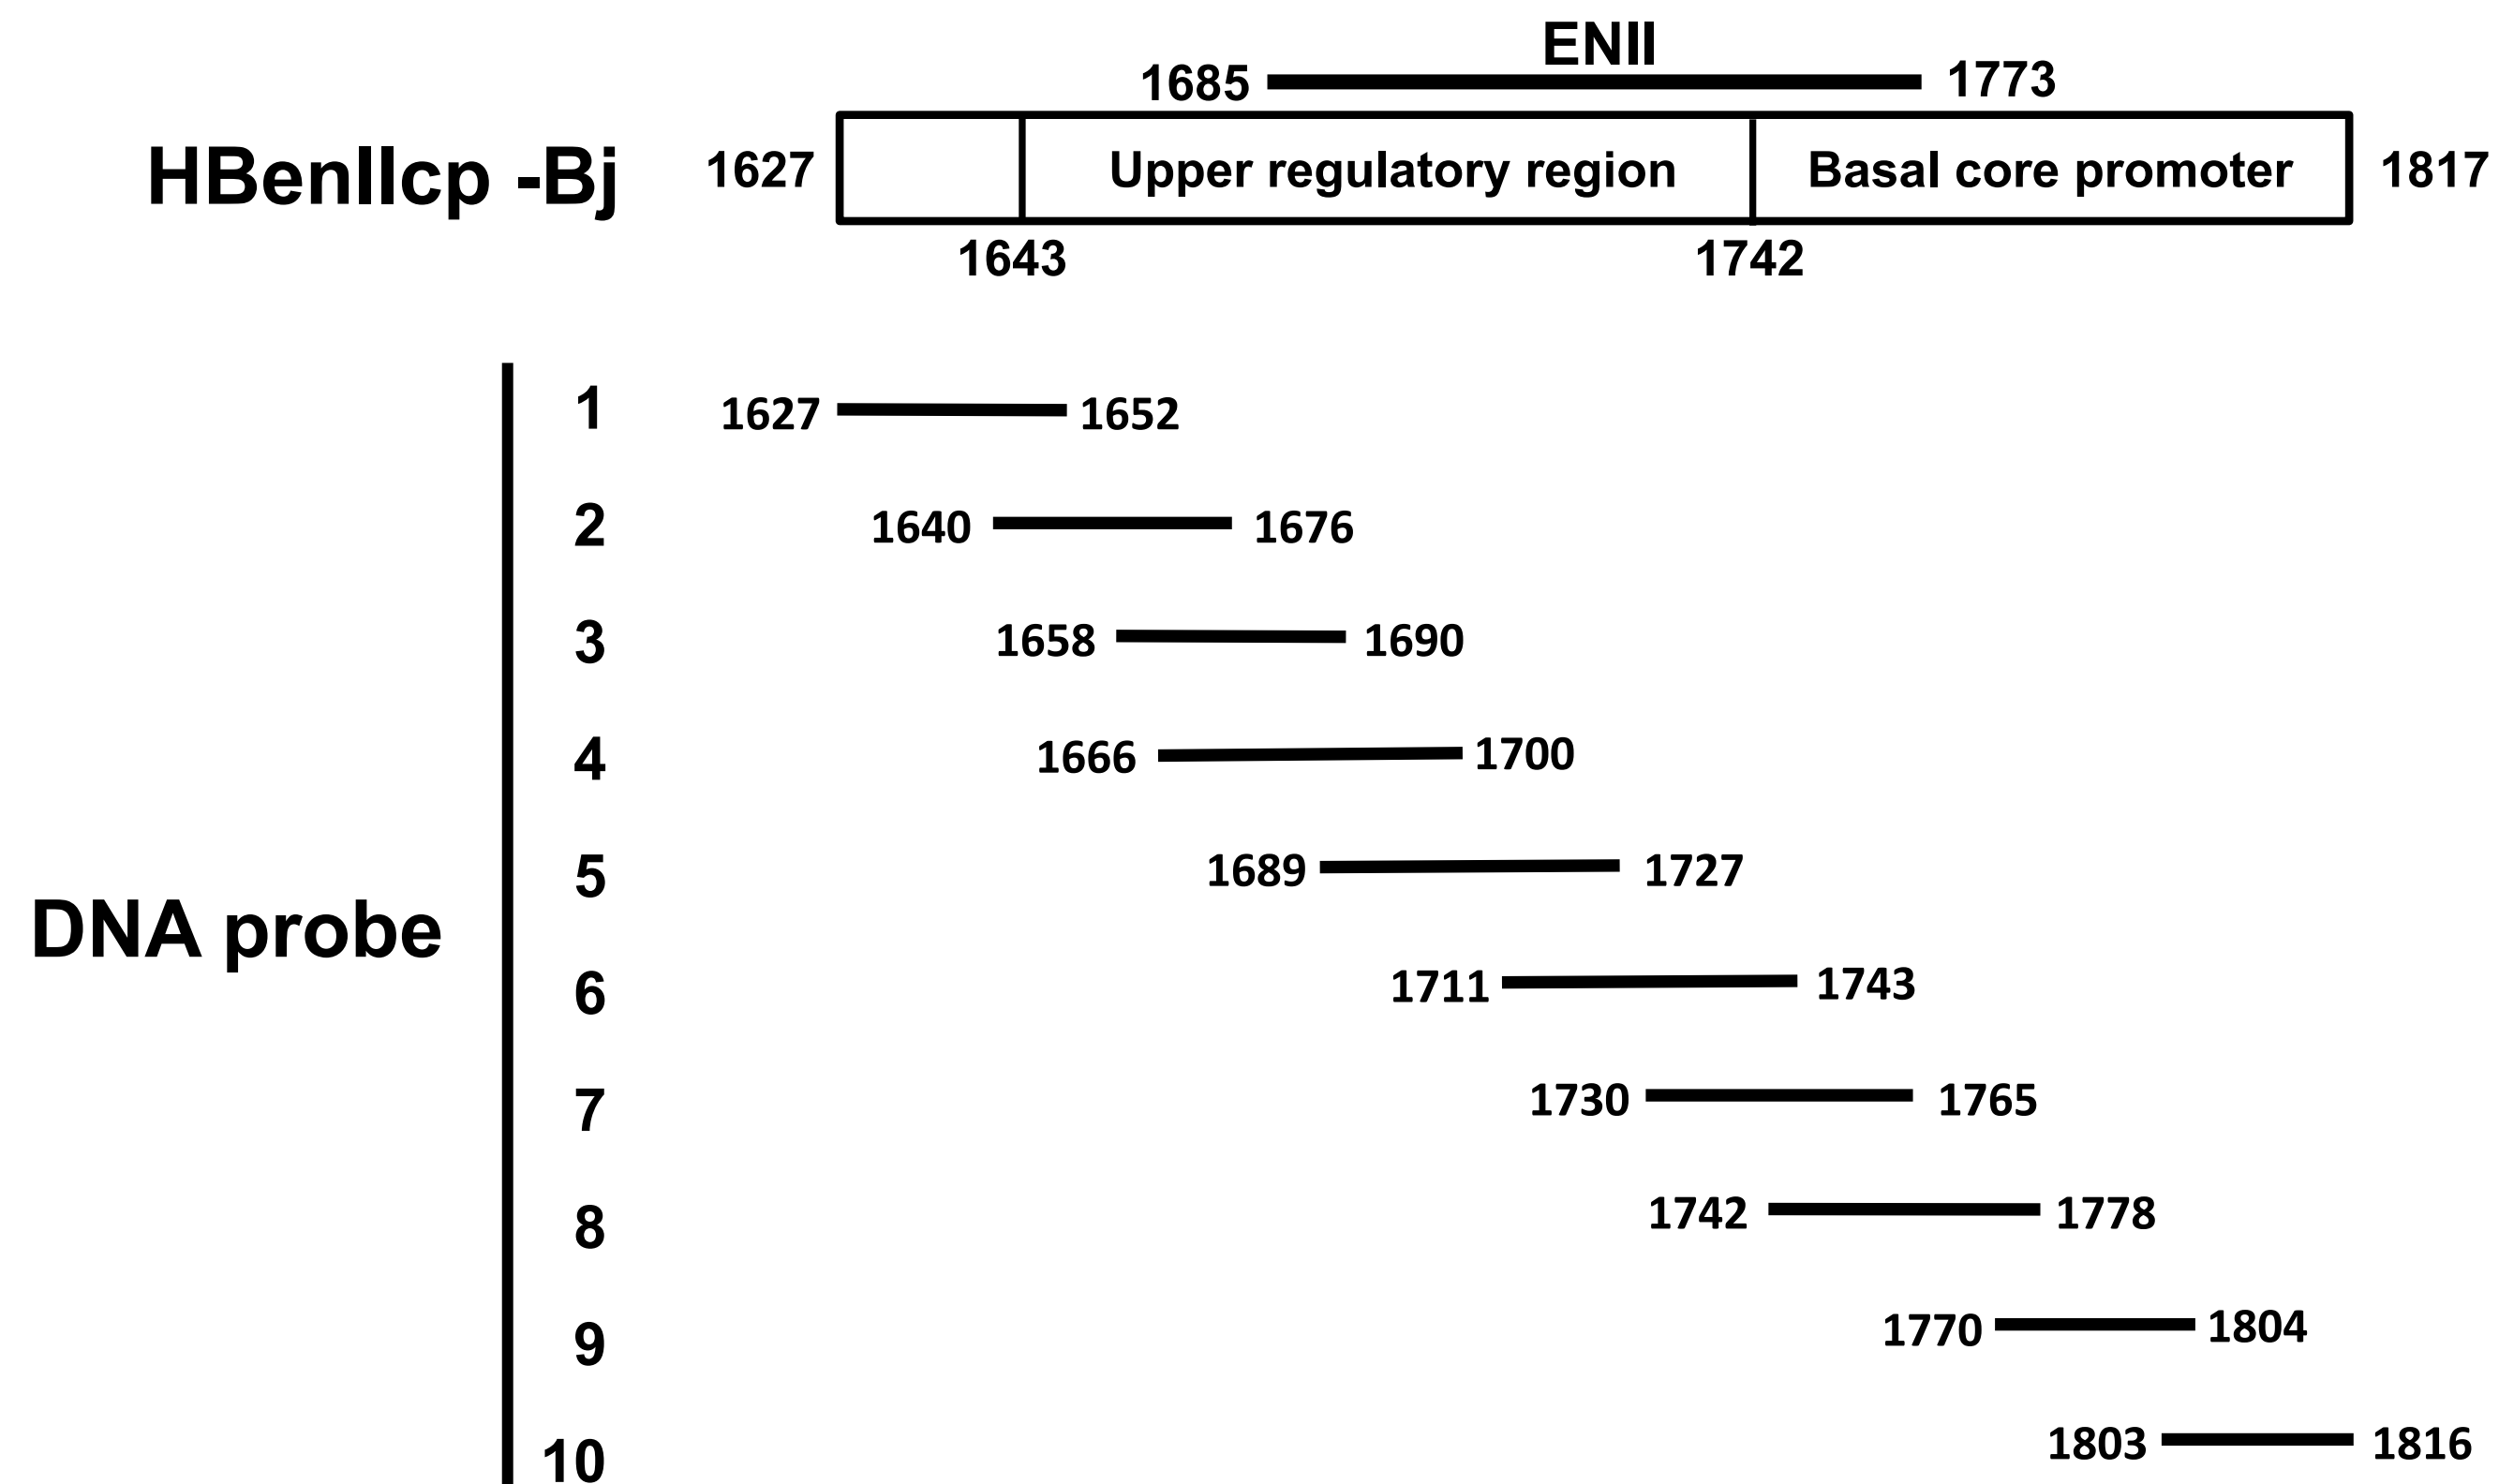 ENII
1685 1773
HBenIIcp -Bj 1627 Upper regulatory region Basal core promoter 1817
1643 1742
1 1627 1652
2 1640 1676
3 1658 1690
4 1666 1700
5 1689 1727
DNA probe
6 1711 1743
7 1730 1765
8 1742 1778
9 1770 1804
10 1803 1816